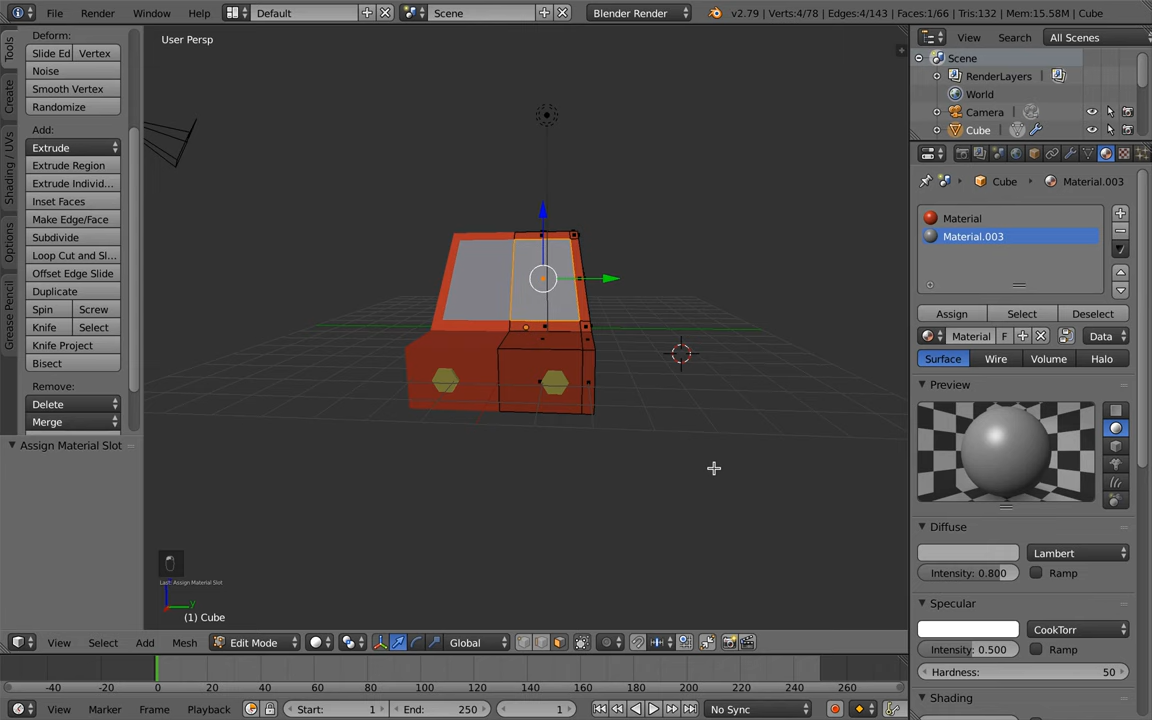 File Render Window Help Default Scene Blender Render v2.79 | Verts:4/78 | Edges:4/143 | Faces:1/66 | Tris:132 | Mem:15.58M | Cube
User Persp
View Search All Scenes
Scene
RenderLayers
World
Camera
Cube
Tools
Create
Shading / UVs
Options
Grease Pencil
Deform:
Slide Ed Vertex
Noise
Smooth Vertex
Randomize
Add:
Extrude
Extrude Region
Extrude Individ...
Inset Faces
Make Edge/Face
Subdivide
Loop Cut and Sl...
Offset Edge Slide
Duplicate
Spin Screw
Knife Select
Knife Project
Bisect
Remove:
Delete
Merge
Assign Material Slot
Last: Assign Material Slot
z
y
(1) Cube
Cube Material.003
Material
Material.003
Assign Select Deselect
Material F Data
Surface Wire Volume Halo
Preview
Diffuse
Lambert
Intensity: 0.800 Ramp
Specular
CookTorr
Intensity: 0.500 Ramp
Hardness: 50
Shading
View Select Add Mesh Edit Mode Global
-40 -20 0 20 40 60 80 100 120 140 160 180 200 220 240 260
View Marker Frame Playback Start: 1 End: 250 1 No Sync